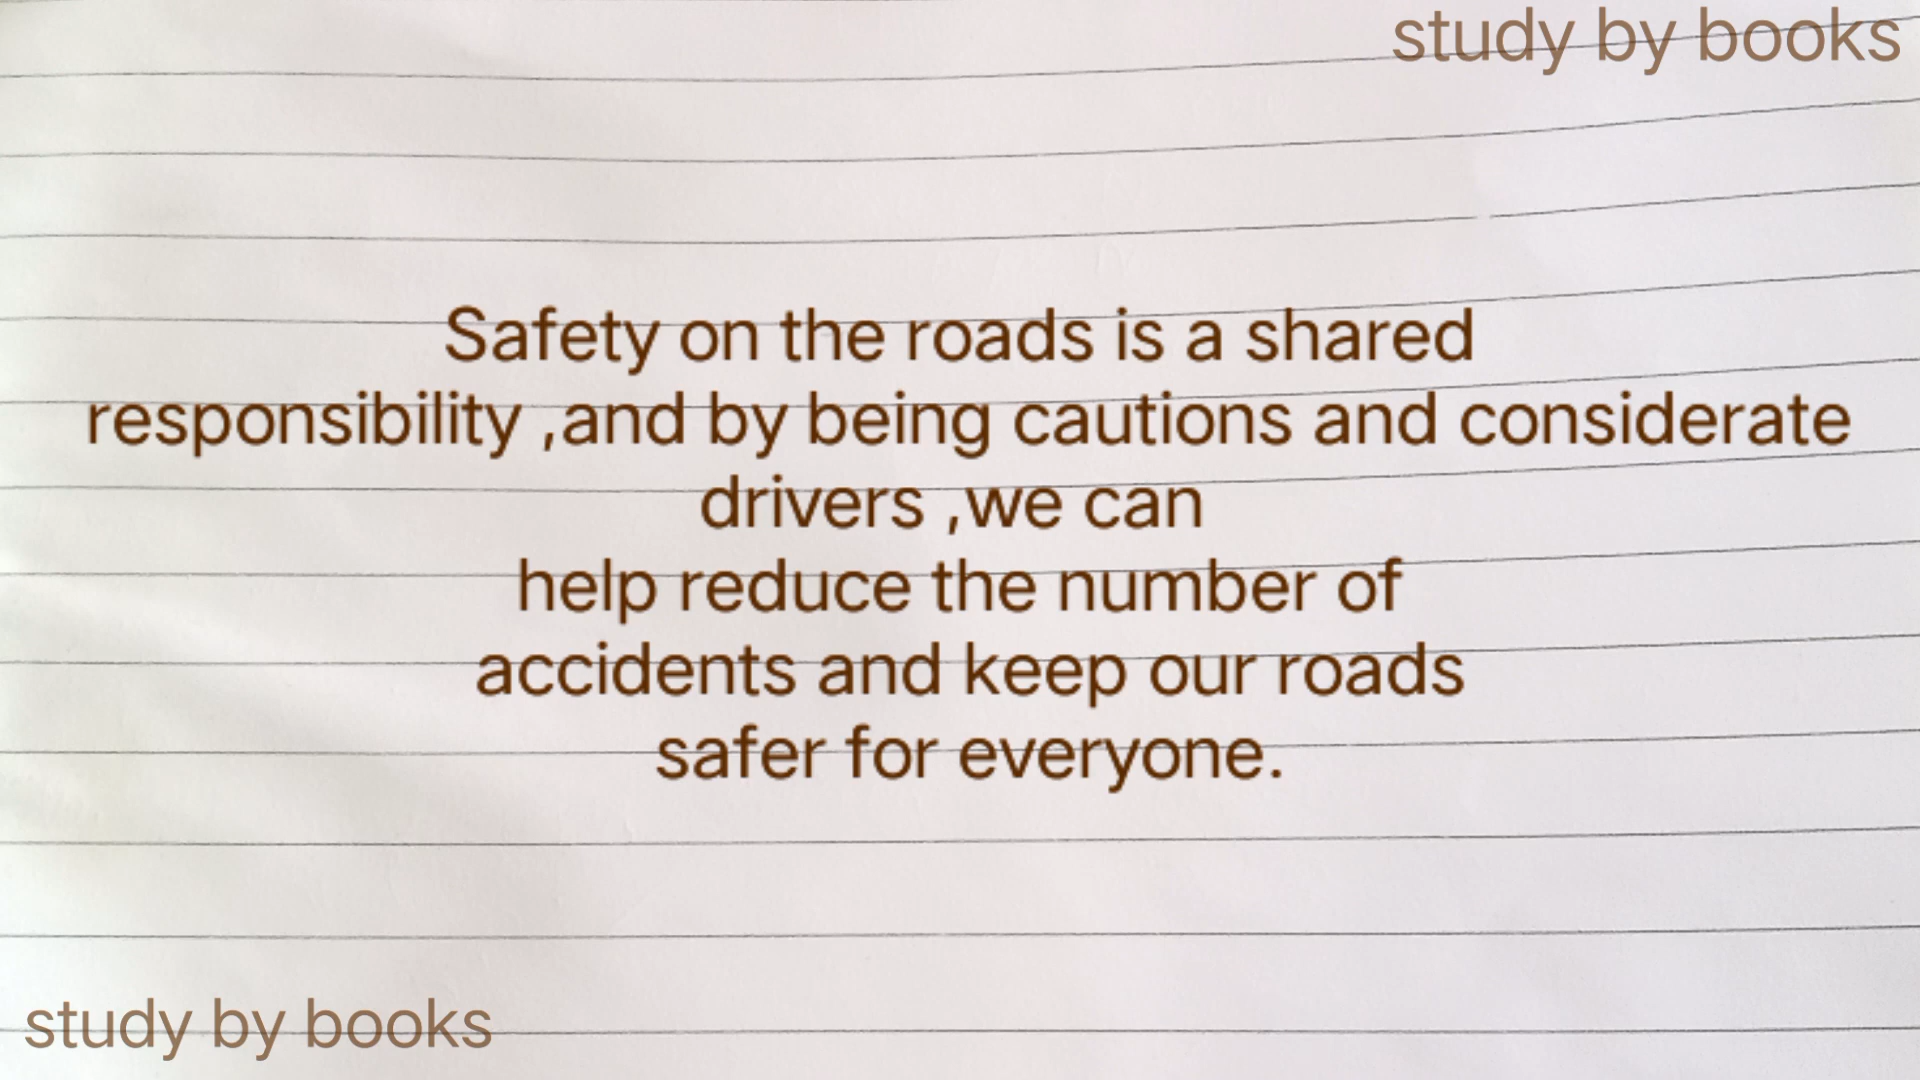 study by books
Safety on the roads is a shared
responsibility ,and by being cautions and considerate
drivers ,we can
help reduce the number of
accidents and keep our roads
safer for everyone.
study by books